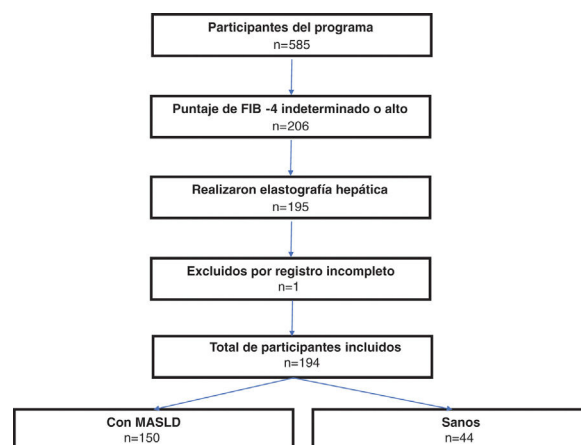 Participantes del programa
n=585
Puntaje de FIB -4 indeterminado o alto
n=206
Realizaron elastografía hepática
n=195
Excluidos por registro incompleto
n=1
Total de participantes incluidos
n=194
Con MASLD
n=150
Sanos
n=44